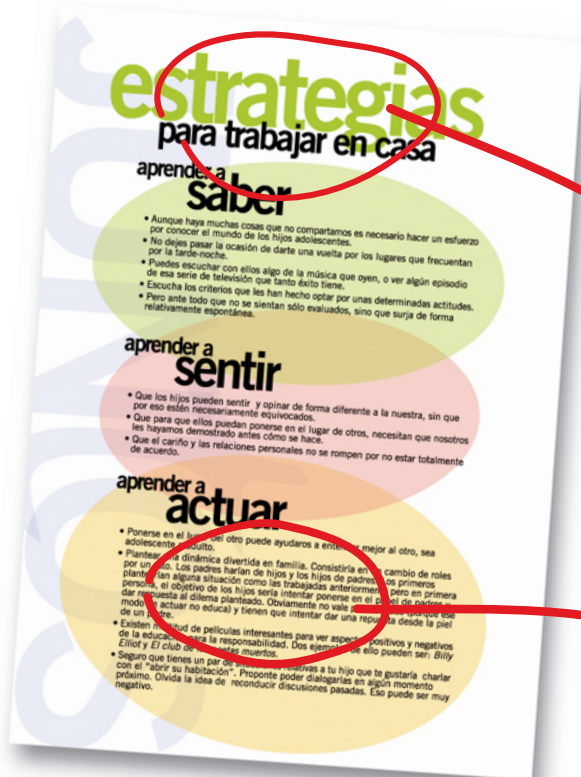 estrategias
para trabajar en casa
aprender a
saber
• Aunque haya muchas cosas que no compartamos es necesario hacer un esfuerzo
por conocer el mundo de los hijos adolescentes.
• No dejes pasar la ocasión de darte una vuelta por los lugares que frecuentan
por la tarde-noche.
• Puedes escuchar con ellos algo de la música que oyen, o ver algún episodio
de esa serie de televisión que tanto éxito tiene.
• Escucha los criterios que les han hecho optar por unas determinadas actitudes.
• Pero ante todo que no se sientan sólo evaluados, sino que surja de forma
relativamente espontánea.
aprender a
sentir
• Que los hijos pueden sentir y opinar de forma diferente a la nuestra, sin que
por eso estén necesariamente equivocados.
• Que para que ellos puedan ponerse en el lugar de otros, necesitan que nosotros
les hayamos demostrado antes cómo se hace.
• Que el cariño y las relaciones personales no se rompen por no estar totalmente
de acuerdo.
aprender a
actuar
• Ponerse en el lugar del otro puede ayudaros a entender mejor al otro, sea
adolescente adulto.
• Plantear una dinámica divertida en familia. Consistiría en un cambio de roles
por un rato. Los padres harían de hijos y los hijos de padres. Los primeros
plantearían alguna situación como las trabajadas anteriormente pero en primera
persona, el objetivo de los hijos sería intentar ponerse en el papel de padres y
dar respuesta al dilema planteado. Obviamente no vale ese
modo de actuar no educa) y tienen que intentar dar una respuesta desde la piel
de un padre.
• Existen multitud de películas interesantes para ver aspectos positivos y negativos
de la educación para la responsabilidad. Dos ejemplos de ello pueden ser: Billy
Elliot y El club de los poetas muertos.
• Seguro que tienes un par de relativas a tu hijo que te gustaría charlar
con el "abrir su habitación". Proponte poder dialogarlas en algún momento
próximo. Olvida la idea de reconducir discusiones pasadas. Eso puede ser muy
negativo.